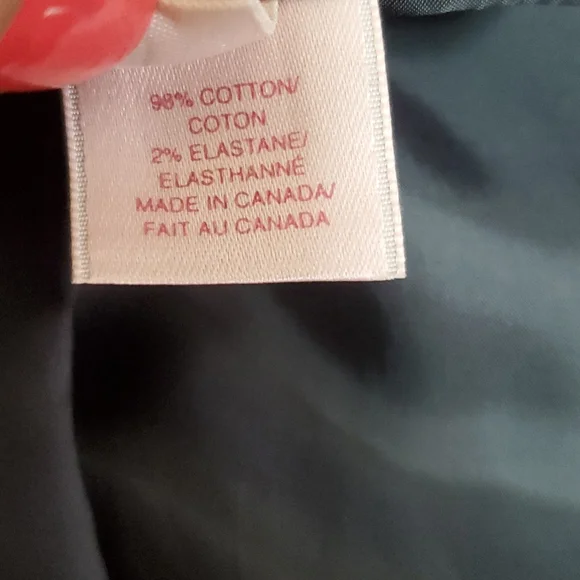 98% COTTON/
COTON
2% ELASTANE/
ELASTHANNÉ
MADE IN CANADA/
FAIT AU CANADA